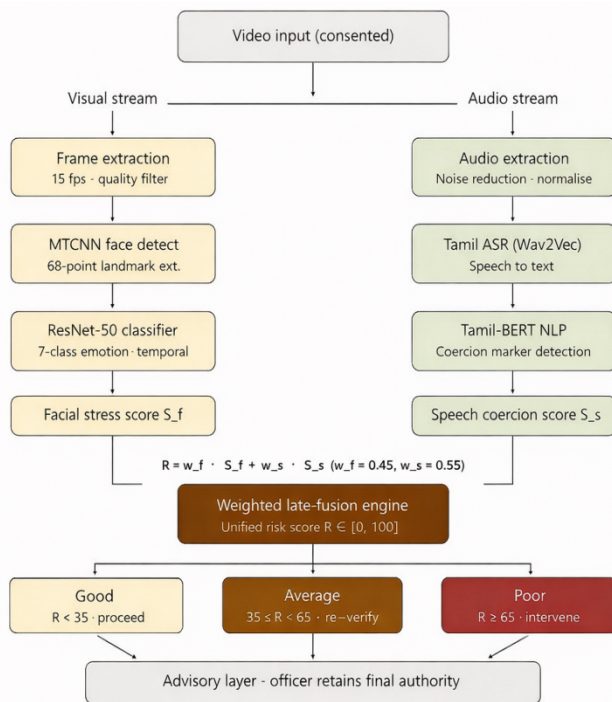 Video input (consented)
Visual stream
Audio stream
Frame extraction
15 fps · quality filter
Audio extraction
Noise reduction · normalise
MTCNN face detect
68-point landmark ext.
Tamil ASR (Wav2Vec)
Speech to text
ResNet-50 classifier
7-class emotion · temporal
Tamil-BERT NLP
Coercion marker detection
Facial stress score S_f
Speech coercion score S_s
R = w_f · S_f + w_s · S_s (w_f = 0.45, w_s = 0.55)
Weighted late-fusion engine
Unified risk score R ∈ [0, 100]
Good
R < 35 · proceed
Average
35 ≤ R < 65 · re–verify
Poor
R ≥ 65 · intervene
Advisory layer - officer retains final authority